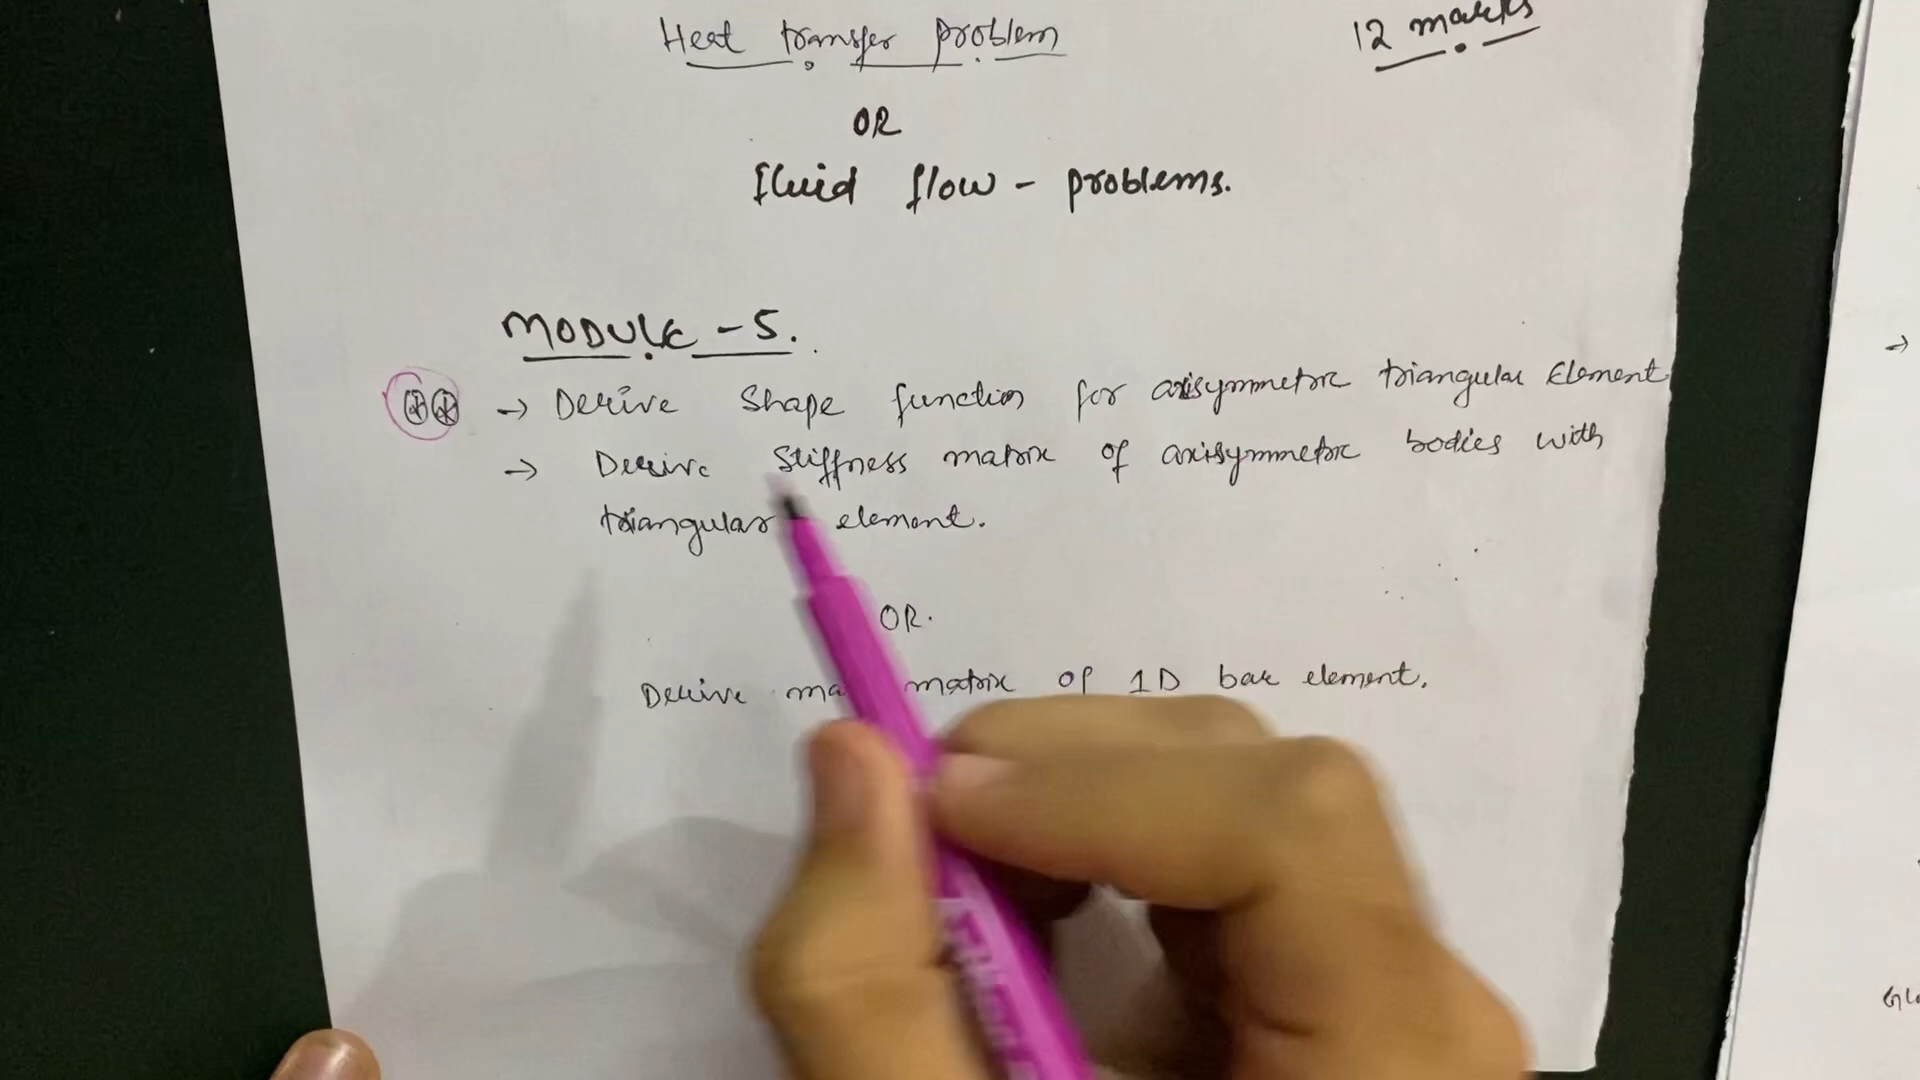 Heat transfer problem 12 marks
OR
fluid flow - problems.
MODULE - 5.
→ Derive Shape function for axisymmetric triangular Element
→ Derive Stiffness matrix of axisymmetric bodies with
triangular element.
OR.
Derive matrix of 1D bar element.